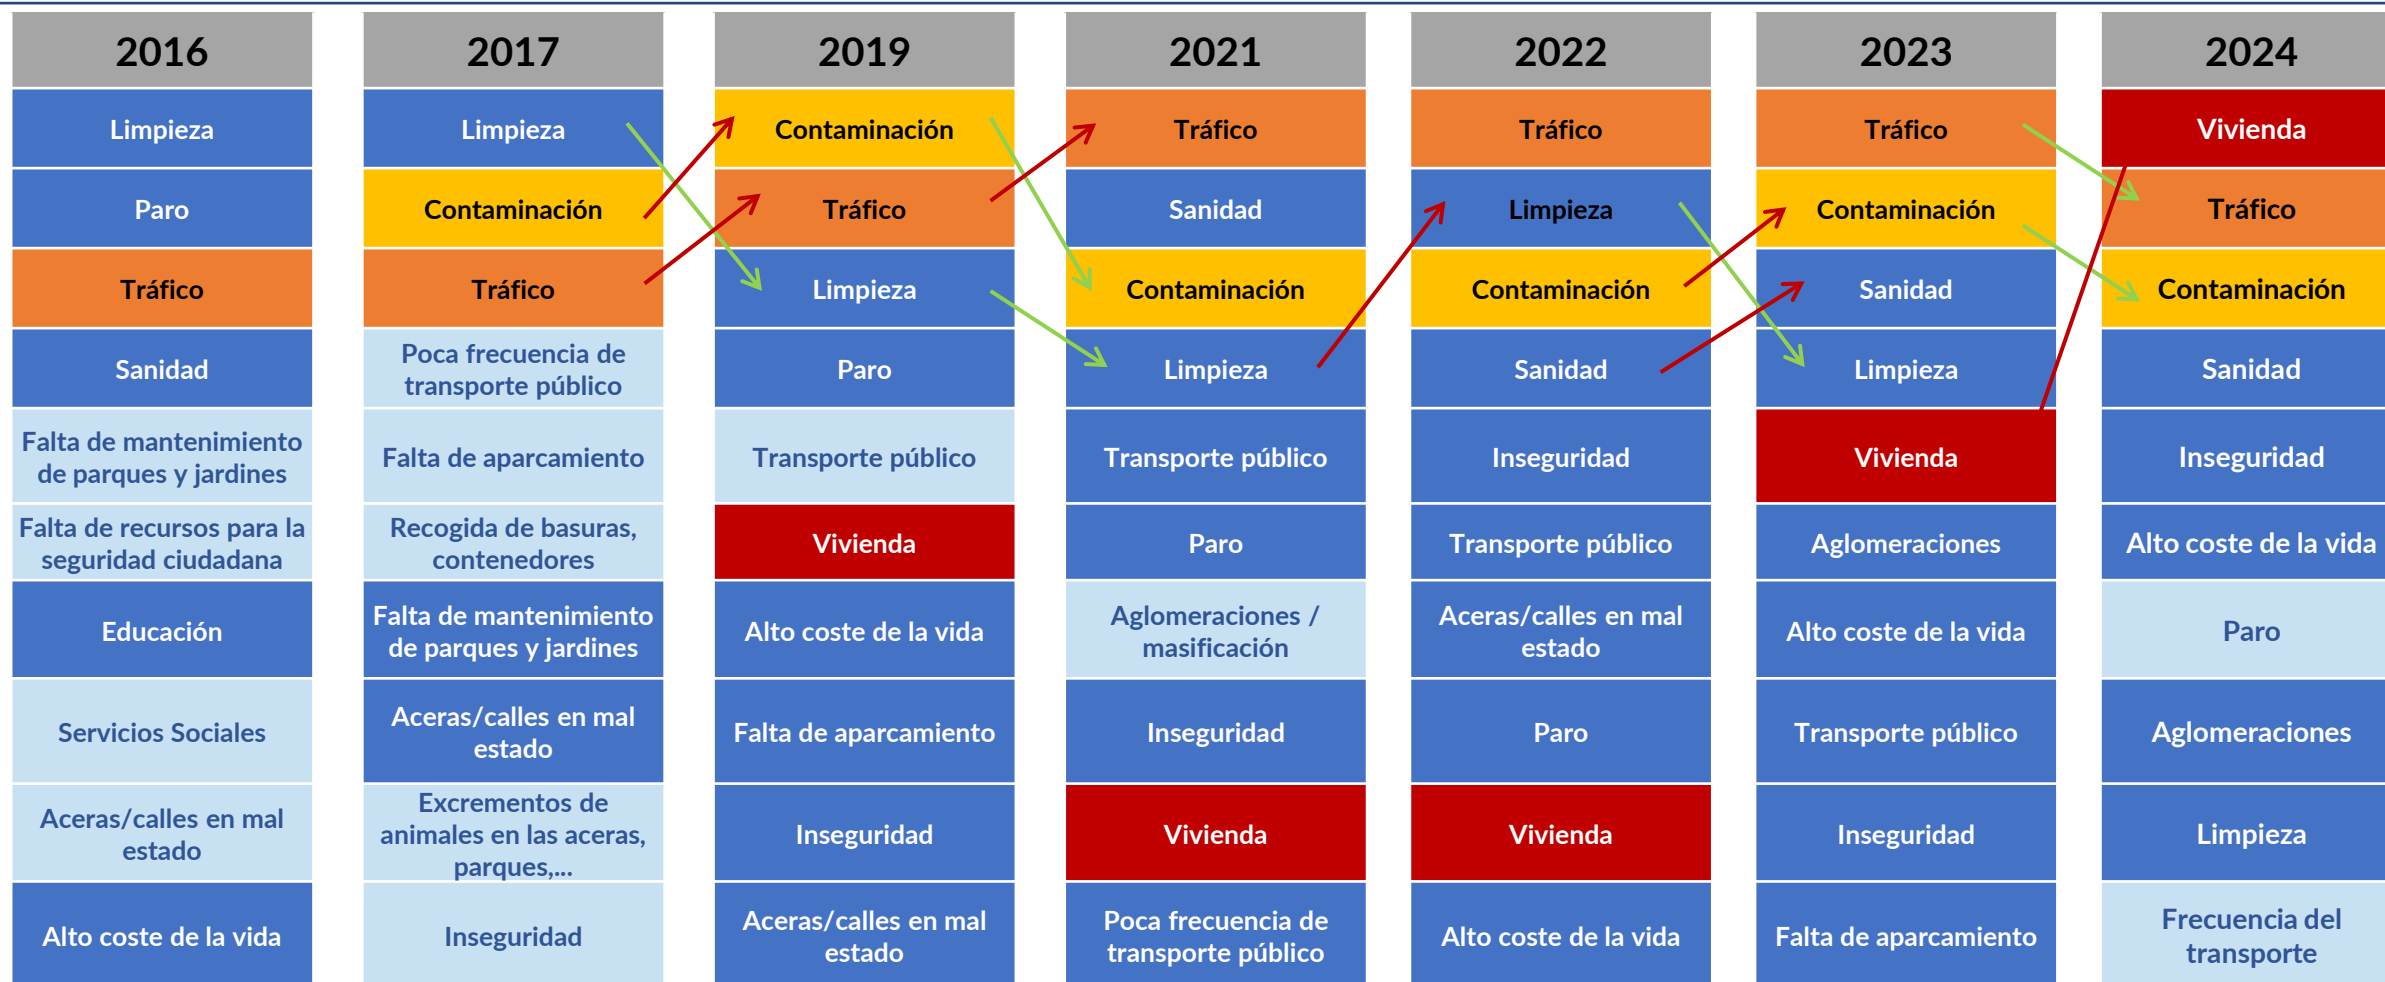 2016
Limpieza
Paro
Tráfico
Sanidad
Falta de mantenimiento
de parques y jardines
Falta de recursos para la
seguridad ciudadana
Educación
Servicios Sociales
Aceras/calles en mal
estado
Alto coste de la vida
2017
Limpieza
Contaminación
Tráfico
Poca frecuencia de
transporte público
Falta de aparcamiento
Recogida de basuras,
contenedores
Falta de mantenimiento
de parques y jardines
Aceras/calles en mal
estado
Excrementos de
animales en las aceras,
parques,...
Inseguridad
2019
Contaminación
Tráfico
Limpieza
Paro
Transporte público
Vivienda
Alto coste de la vida
Falta de aparcamiento
Inseguridad
Aceras/calles en mal
estado
2021
Tráfico
Sanidad
Contaminación
Limpieza
Transporte público
Paro
Aglomeraciones /
masificación
Inseguridad
Vivienda
Poca frecuencia de
transporte público
2022
Tráfico
Limpieza
Contaminación
Sanidad
Inseguridad
Transporte público
Aceras/calles en mal
estado
Paro
Vivienda
Alto coste de la vida
2023
Tráfico
Contaminación
Sanidad
Limpieza
Vivienda
Aglomeraciones
Alto coste de la vida
Transporte público
Inseguridad
Falta de aparcamiento
2024
Vivienda
Tráfico
Contaminación
Sanidad
Inseguridad
Alto coste de la vida
Paro
Aglomeraciones
Limpieza
Frecuencia del
transporte